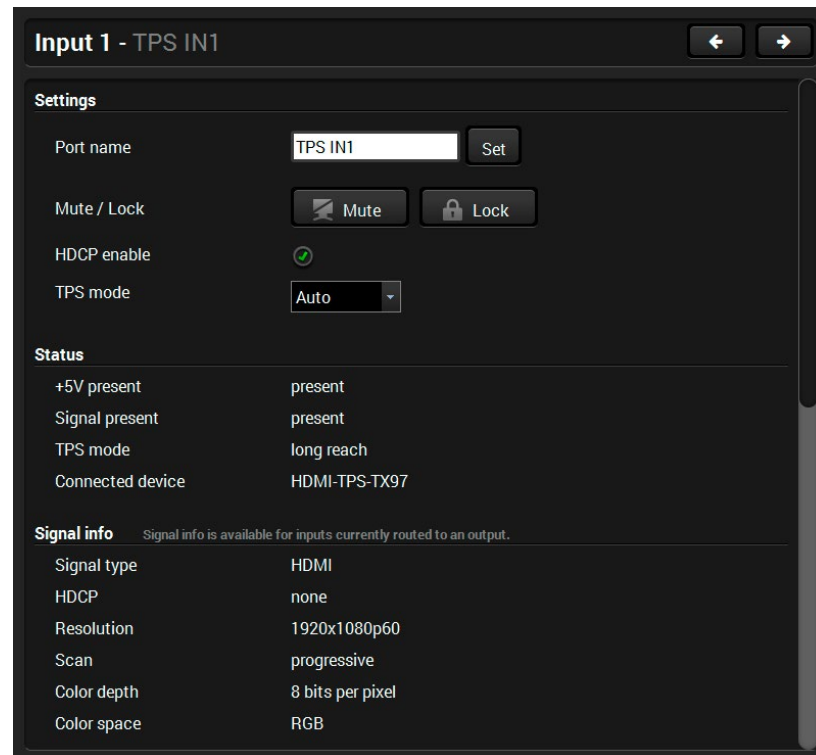 Input 1 - TPS IN1
Settings
Port name TPS IN1 Set
Mute / Lock Mute Lock
HDCP enable
TPS mode Auto
Status
+5V present present
Signal present present
TPS mode long reach
Connected device HDMI-TPS-TX97
Signal info Signal info is available for inputs currently routed to an output.
Signal type HDMI
HDCP none
Resolution 1920x1080p60
Scan progressive
Color depth 8 bits per pixel
Color space RGB